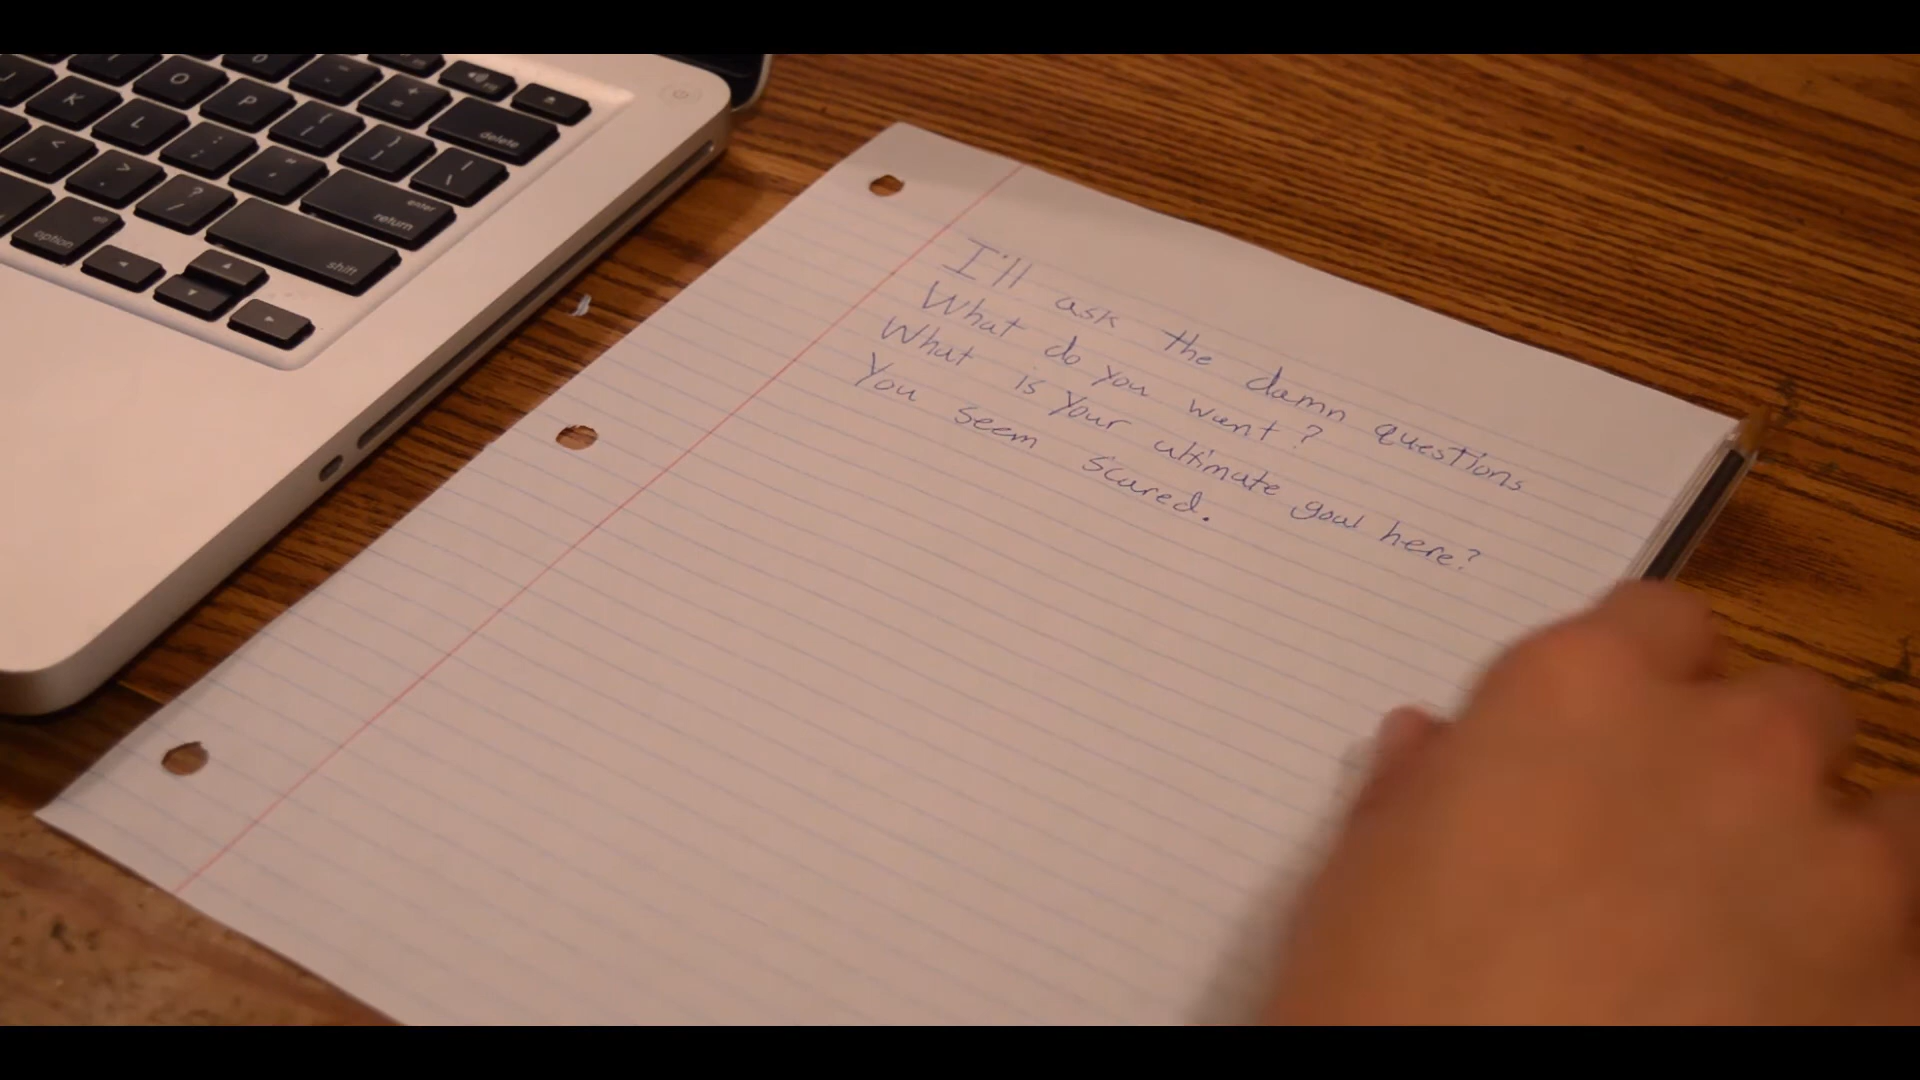 I'll ask the damn questions
What do you want?
What is your ultimate goal here?
You seem scared.
O P
K L
delete
enter
return
option
alt
shift